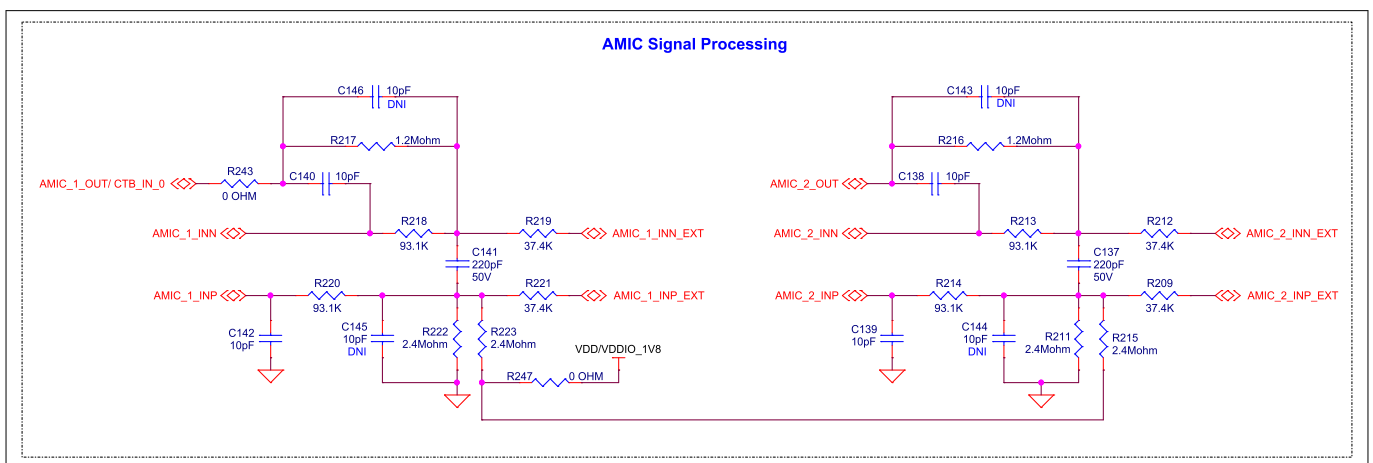 AMIC Signal Processing
C146
10pF
DNI
R217
1.2Mohm
R243
0 OHM
AMIC_1_OUT/ CTB_IN_0
C140
10pF
R218
93.1K
R219
37.4K
AMIC_1_INN
AMIC_1_INN_EXT
C141
220pF
50V
R220
93.1K
R221
37.4K
AMIC_1_INP
AMIC_1_INP_EXT
C142
10pF
C145
10pF
DNI
R222
2.4Mohm
R223
2.4Mohm
VDD/VDDIO_1V8
R247
0 OHM
C143
10pF
DNI
R216
1.2Mohm
AMIC_2_OUT
C138
10pF
R213
93.1K
R212
37.4K
AMIC_2_INN
AMIC_2_INN_EXT
C137
220pF
50V
R214
93.1K
R209
37.4K
AMIC_2_INP
AMIC_2_INP_EXT
C139
10pF
C144
10pF
DNI
R211
2.4Mohm
R215
2.4Mohm